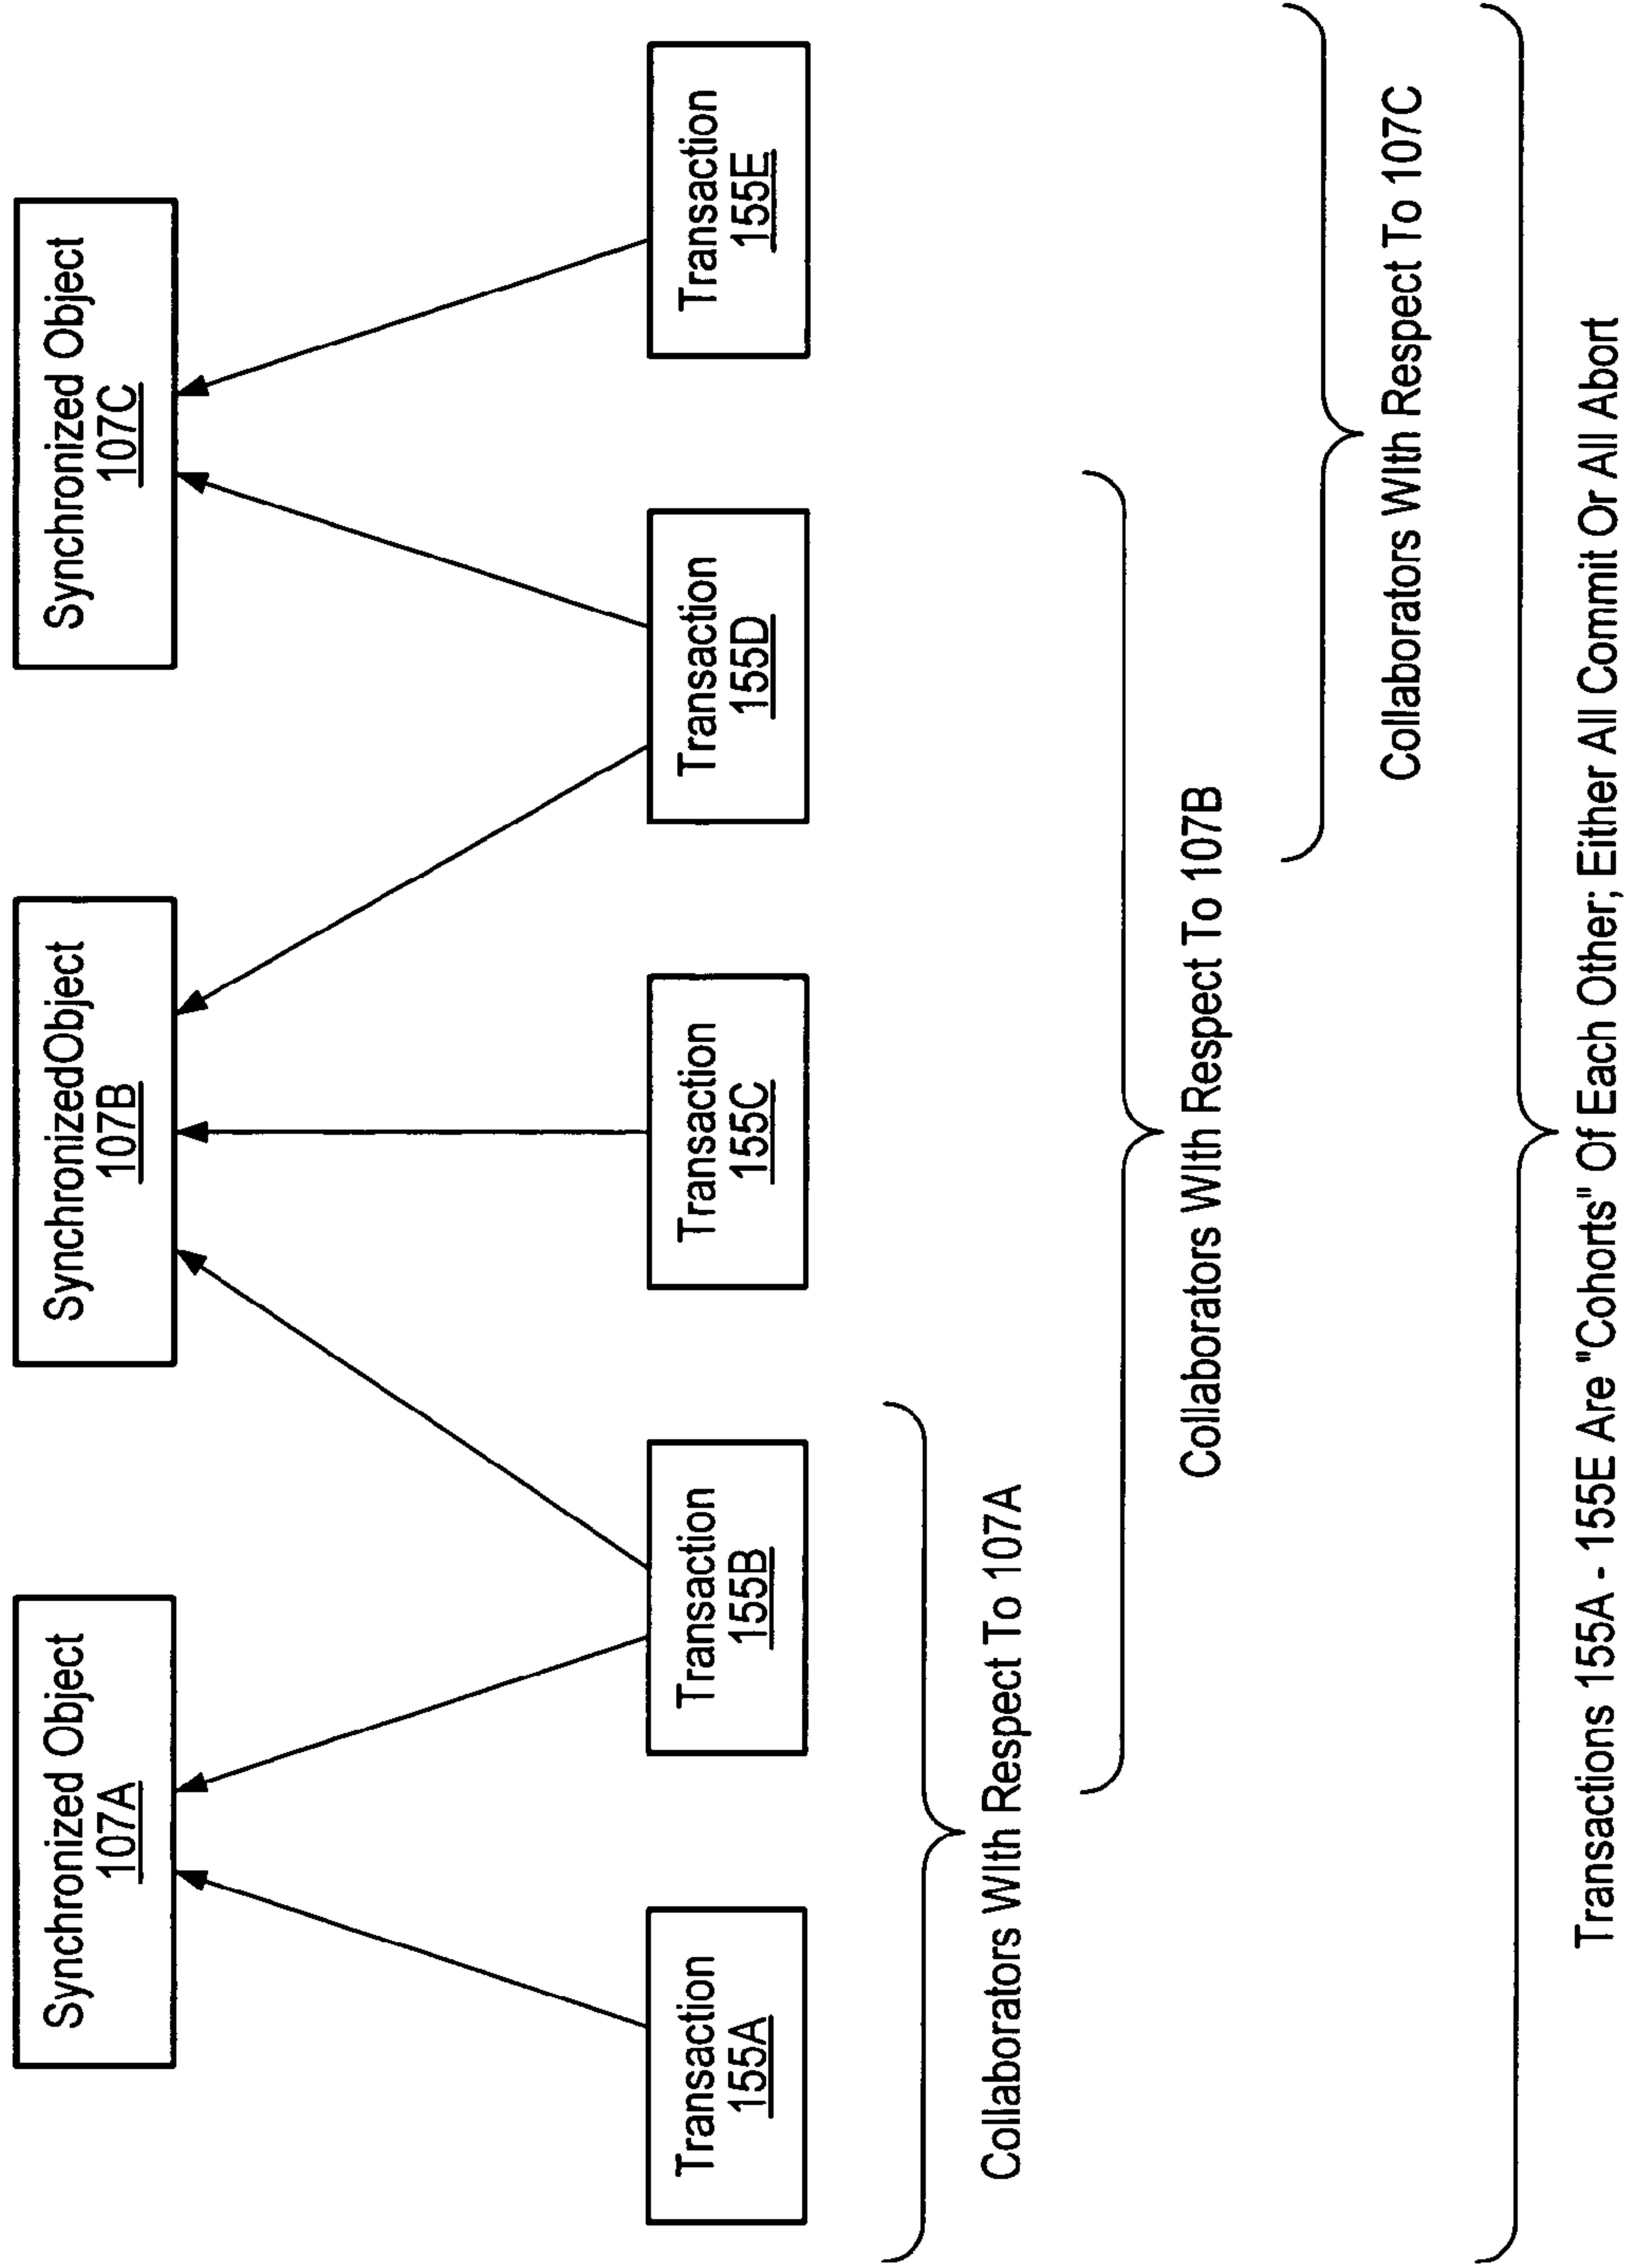 Synchronized Object
107A
SynchronizedObject
107B
Synchronized Object
107C
Transaction
155A
Transaction
155B
Transaction
155C
Transaction
155D
Transaction
155E
Collaborators WIth Respect To 107A
Collaborators WIth Respect To 107B
Collaborators WIth Respect To 107C
Transactions 155A - 155E Are "Cohorts" Of Each Other; Either All Commit Or All Abort